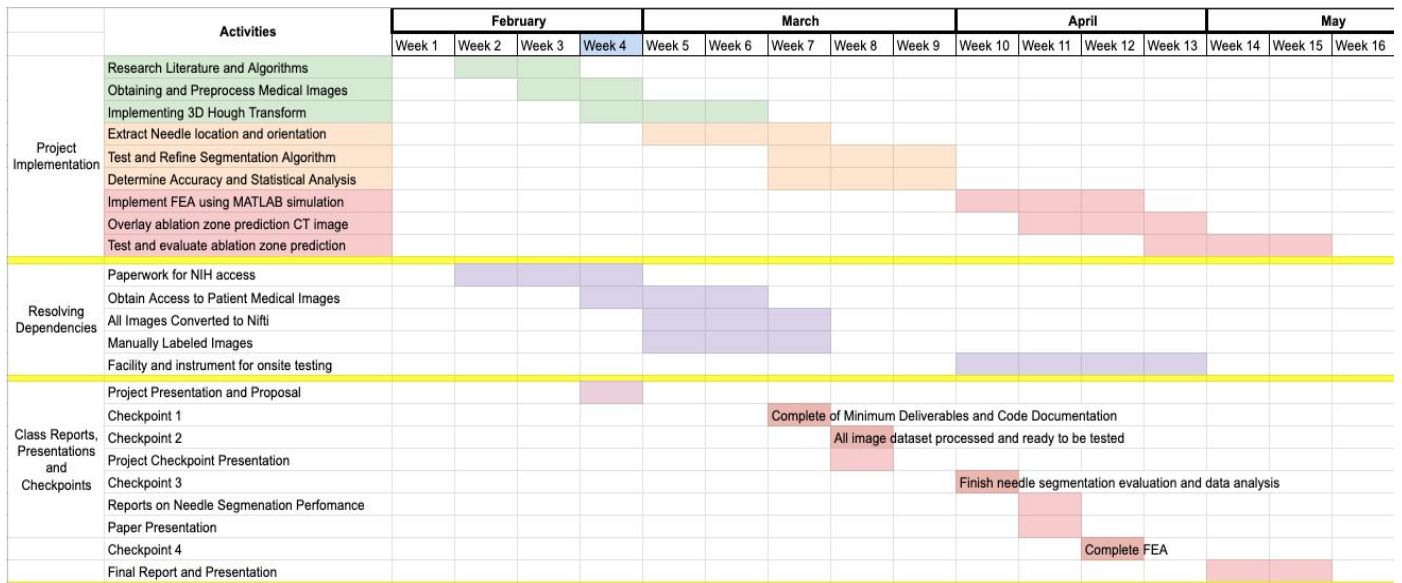 Activities
February
March
April
May
Week 1
Week 2
Week 3
Week 4
Week 5
Week 6
Week 7
Week 8
Week 9
Week 10
Week 11
Week 12
Week 13
Week 14
Week 15
Week 16
Project
Implementation
Research Literature and Algorithms
Obtaining and Preprocess Medical Images
Implementing 3D Hough Transform
Extract Needle location and orientation
Test and Refine Segmentation Algorithm
Determine Accuracy and Statistical Analysis
Implement FEA using MATLAB simulation
Overlay ablation zone prediction CT image
Test and evaluate ablation zone prediction
Resolving
Dependencies
Paperwork for NIH access
Obtain Access to Patient Medical Images
All Images Converted to Nifti
Manually Labeled Images
Facility and instrument for onsite testing
Class Reports,
Presentations
and
Checkpoints
Project Presentation and Proposal
Checkpoint 1
Complete of Minimum Deliverables and Code Documentation
Checkpoint 2
All image dataset processed and ready to be tested
Project Checkpoint Presentation
Checkpoint 3
Finish needle segmentation evaluation and data analysis
Reports on Needle Segmenation Perfomance
Paper Presentation
Checkpoint 4
Complete FEA
Final Report and Presentation